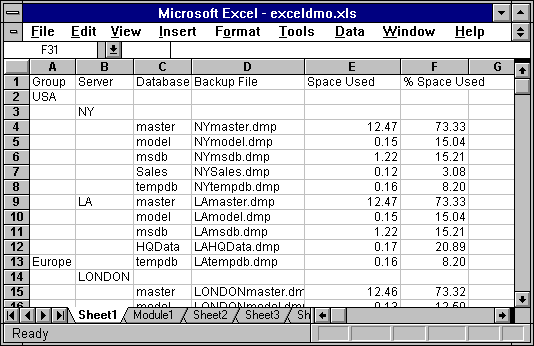 Microsoft Excel - exceldmo.xls
File Edit View Insert Format Tools Data Window Help
F31
A B C D E F G
1 Group Server Database Backup File Space Used % Space Used
2 USA
3 NY
4 master NYmaster.dmp 12.47 73.33
5 model NYmodel.dmp 0.15 15.04
6 msdb NYmsdb.dmp 1.22 15.21
7 Sales NYSales.dmp 0.12 3.08
8 tempdb NYtempdb.dmp 0.16 8.20
9 LA master LAmaster.dmp 12.47 73.33
10 model LAmodel.dmp 0.15 15.04
11 msdb LAmsdb.dmp 1.22 15.21
12 HQData LAHQData.dmp 0.17 20.89
13 Europe tempdb LAtempdb.dmp 0.16 8.20
14 LONDON
15 master LONDONmaster.dm 12.46 73.32
16 model LONDONmodel.dm 0.13 12.50
Sheet1 Module1 Sheet2 Sheet3 Sh
Ready